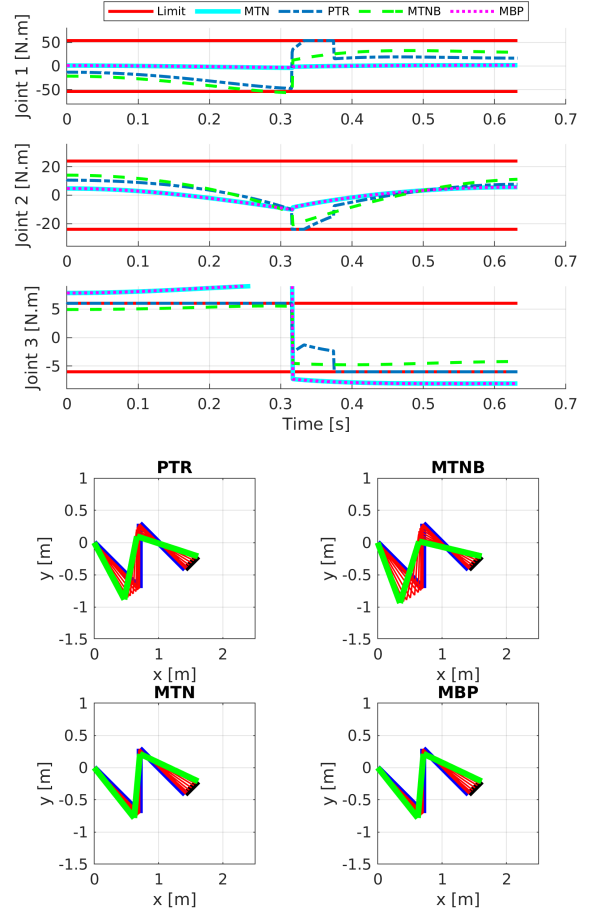 Limit MTN PTR MTNB MBP
Joint 1 [N.m]
50
0
-50
0 0.1 0.2 0.3 0.4 0.5 0.6 0.7
Joint 2 [N.m]
20
0
-20
0 0.1 0.2 0.3 0.4 0.5 0.6 0.7
Joint 3 [N.m]
5
0
-5
0 0.1 0.2 0.3 0.4 0.5 0.6 0.7
Time [s]
PTR
y [m]
1
0.5
0
-0.5
-1
-1.5
0 1 2
x [m]
MTNB
y [m]
1
0.5
0
-0.5
-1
-1.5
0 1 2
x [m]
MTN
y [m]
1
0.5
0
-0.5
-1
-1.5
0 1 2
x [m]
MBP
y [m]
1
0.5
0
-0.5
-1
-1.5
0 1 2
x [m]